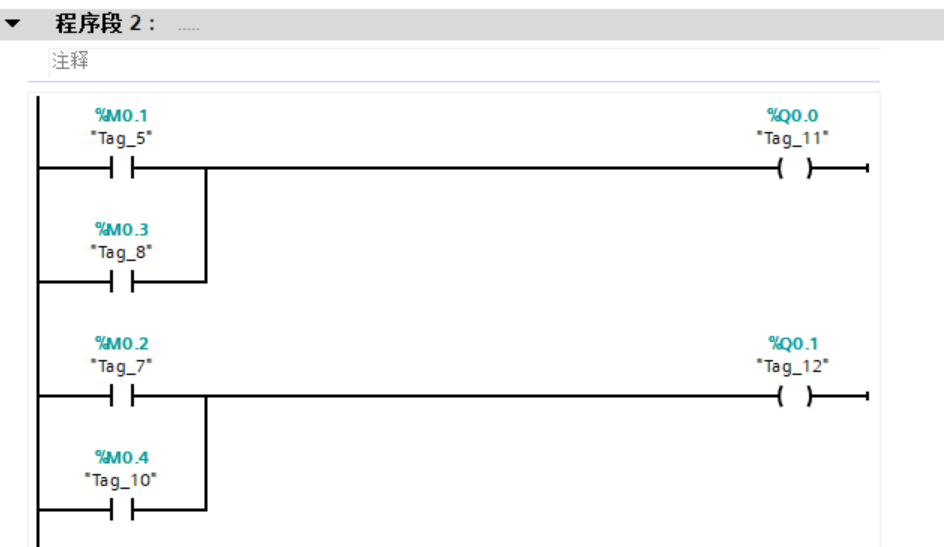 程序段 2： .....
注释
%M0.1
"Tag_5"
%Q0.0
"Tag_11"
%M0.3
"Tag_8"
%M0.2
"Tag_7"
%Q0.1
"Tag_12"
%M0.4
"Tag_10"